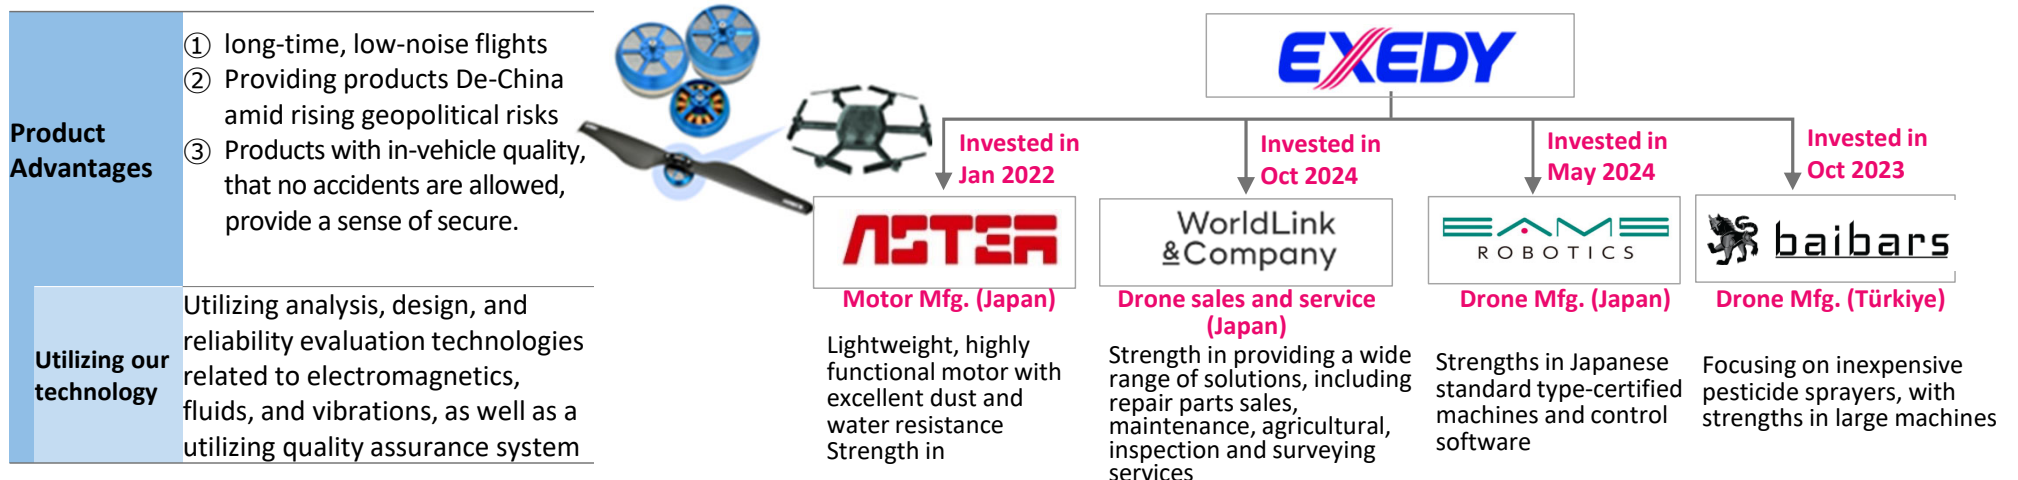 Product
Advantages
① long-time, low-noise flights
② Providing products De-China
amid rising geopolitical risks
③ Products with in-vehicle quality,
that no accidents are allowed,
provide a sense of secure.
Utilizing our
technology
Utilizing analysis, design, and
reliability evaluation technologies
related to electromagnetics,
fluids, and vibrations, as well as a
utilizing quality assurance system
EXEDY
Invested in
Jan 2022
ASTER
Motor Mfg. (Japan)
Lightweight, highly
functional motor with
excellent dust and
water resistance
Strength in
Invested in
Oct 2024
WorldLink
&Company
Drone sales and service
(Japan)
Strength in providing a wide
range of solutions, including
repair parts sales,
maintenance, agricultural,
inspection and surveying
services
Invested in
May 2024
EAMS
ROBOTICS
Drone Mfg. (Japan)
Strengths in Japanese
standard type-certified
machines and control
software
Invested in
Oct 2023
baibars
Drone Mfg. (Türkiye)
Focusing on inexpensive
pesticide sprayers, with
strengths in large machines